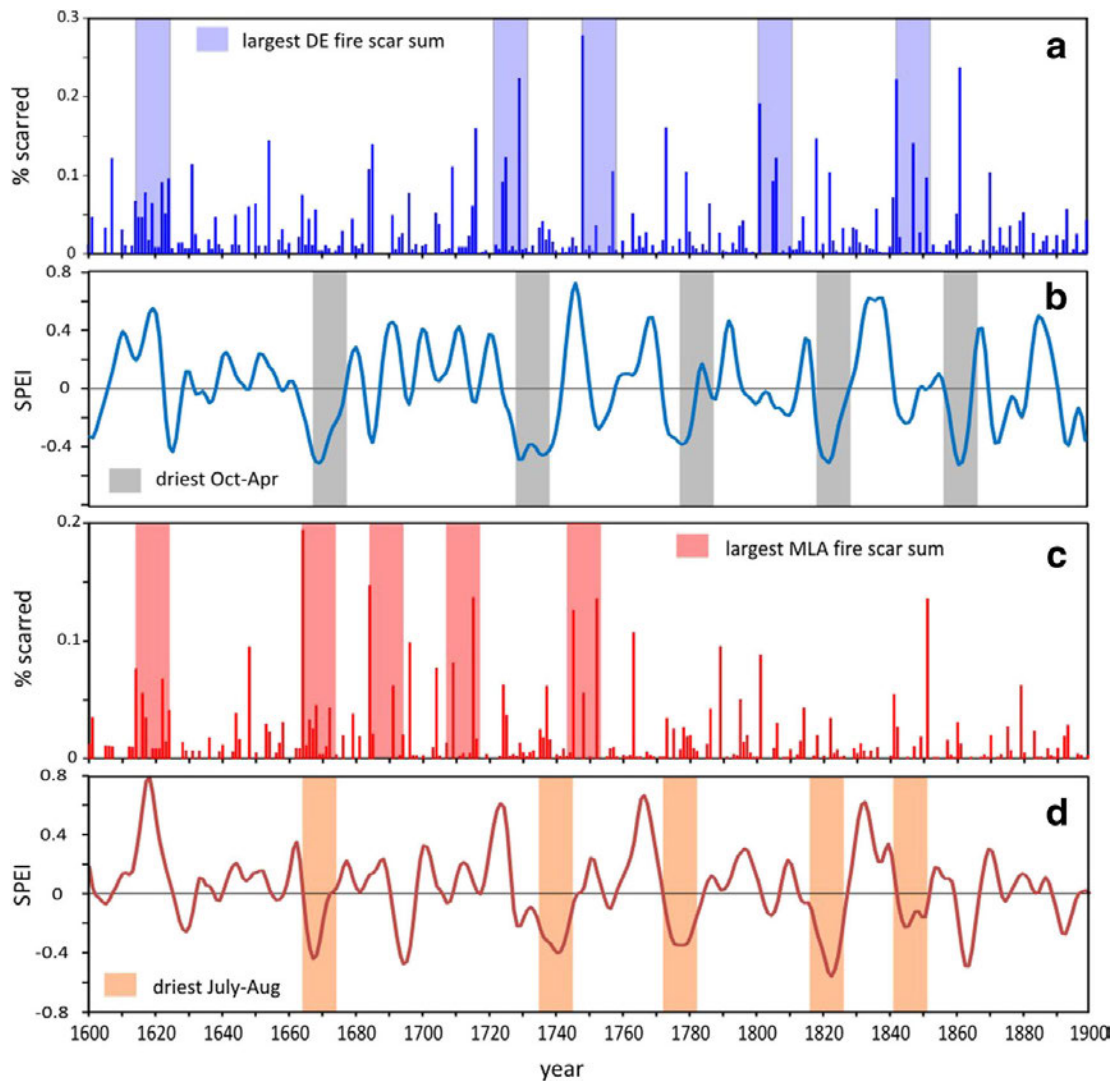 0.3
largest DE fire scar sum
a
0.2
% scarred
0.1
0
0.8
b
0.4
SPEI
0
-0.4
driest Oct-Apr
0.2
largest MLA fire scar sum
c
% scarred
0.1
0
0.8
d
0.4
SPEI
0
-0.4
driest July-Aug
-0.8
1600 1620 1640 1660 1680 1700 1720 1740 1760 1780 1800 1820 1840 1860 1880 1900
year